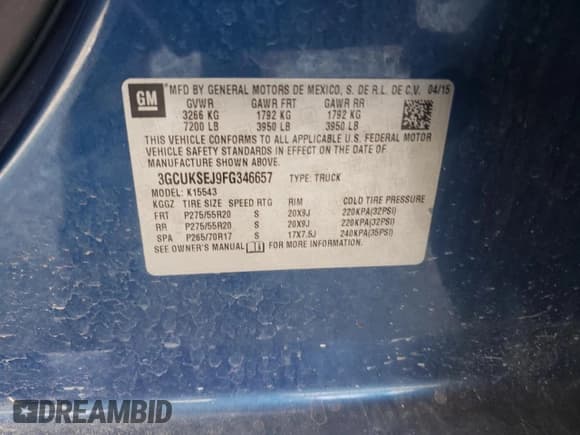 GM
MFD BY GENERAL MOTORS DE MEXICO, S. DE R.L. DE C.V. 04/15
GVWR GAWR FRT GAWR RR
3266 KG 1792 KG 1792 KG
7200 LB 3950 LB 3950 LB
THIS VEHICLE CONFORMS TO ALL APPLICABLE U.S. FEDERAL MOTOR
VEHICLE SAFETY STANDARDS IN EFFECT ON THE DATE OF
MANUFACTURE SHOWN ABOVE.
3GCUKSEJ9FG346657 TYPE: TRUCK
MODEL: K15543
KGGZ TIRE SIZE SPEED RTG RIM COLD TIRE PRESSURE
FRT P275/55R20 S 20X9J 220KPA(32PSI)
RR P275/55R20 S 20X9J 220KPA(32PSI)
SPA P265/70R17 S 17X7.5J 240KPA(35PSI)
SEE OWNER'S MANUAL FOR MORE INFORMATION.
DREAMBID